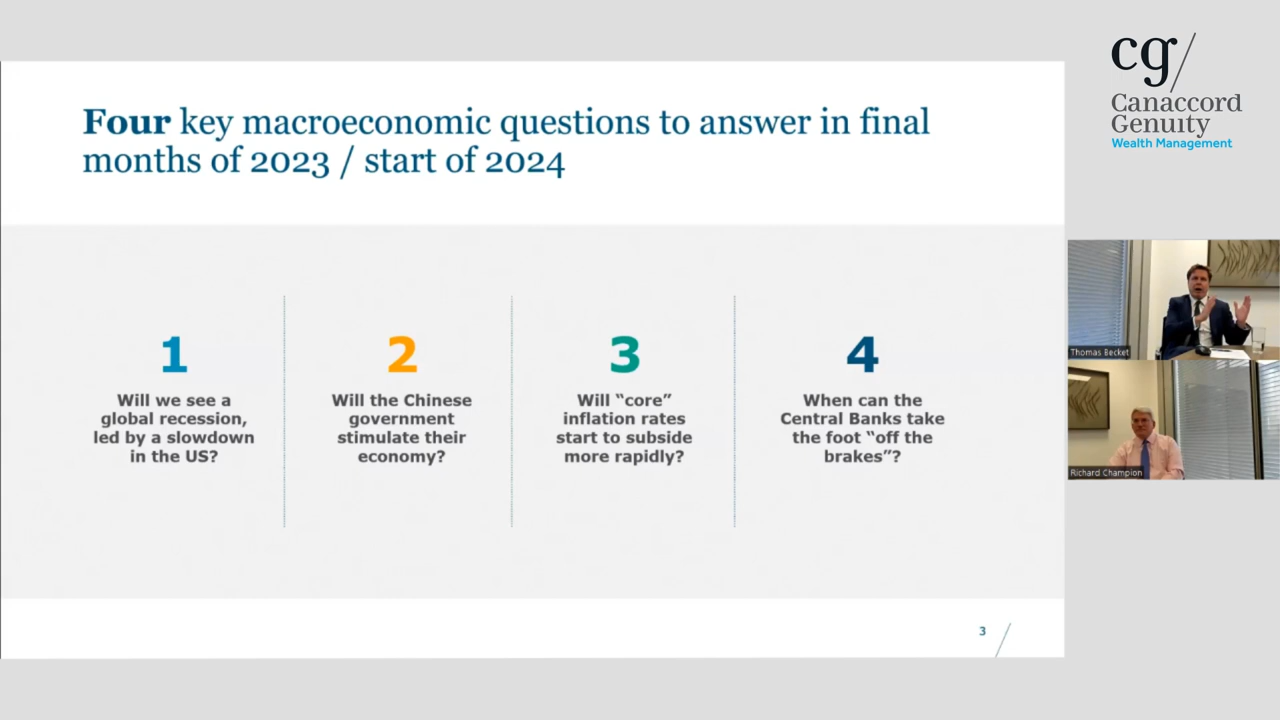 cg/
Canaccord
Genuity
Wealth Management
Four key macroeconomic questions to answer in final
months of 2023 / start of 2024
1
Will we see a
global recession,
led by a slowdown
in the US?
2
Will the Chinese
government
stimulate their
economy?
3
Will “core”
inflation rates
start to subside
more rapidly?
4
When can the
Central Banks take
the foot “off the
brakes”?
3
Thomas Becket
Richard Champion